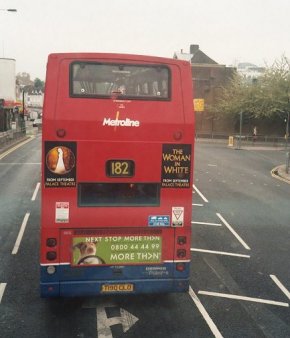 Metroline
182
FROM SEPTEMBER
PALACE THEATRE
THE
WOMAN
IN
WHITE
FROM SEPTEMBER
PALACE THEATRE
NEXT STOP MORE TH>N
0800 44 44 99
MORE TH>N